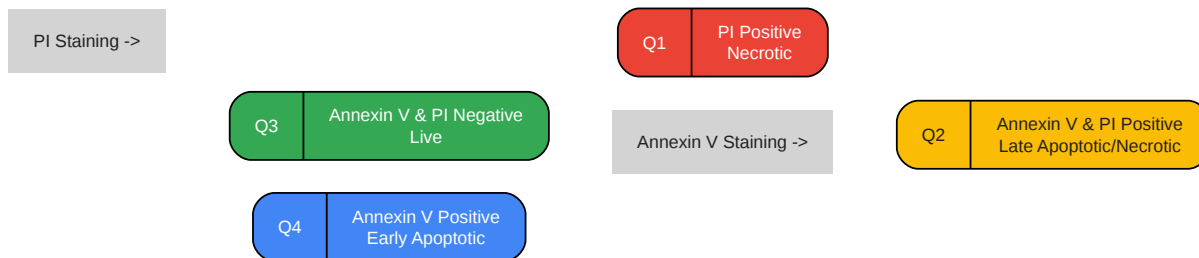 PI Staining ->
Q1
PI Positive
Necrotic
Q3
Annexin V & PI Negative
Live
Annexin V Staining ->
Q2
Annexin V & PI Positive
Late Apoptotic/Necrotic
Q4
Annexin V Positive
Early Apoptotic